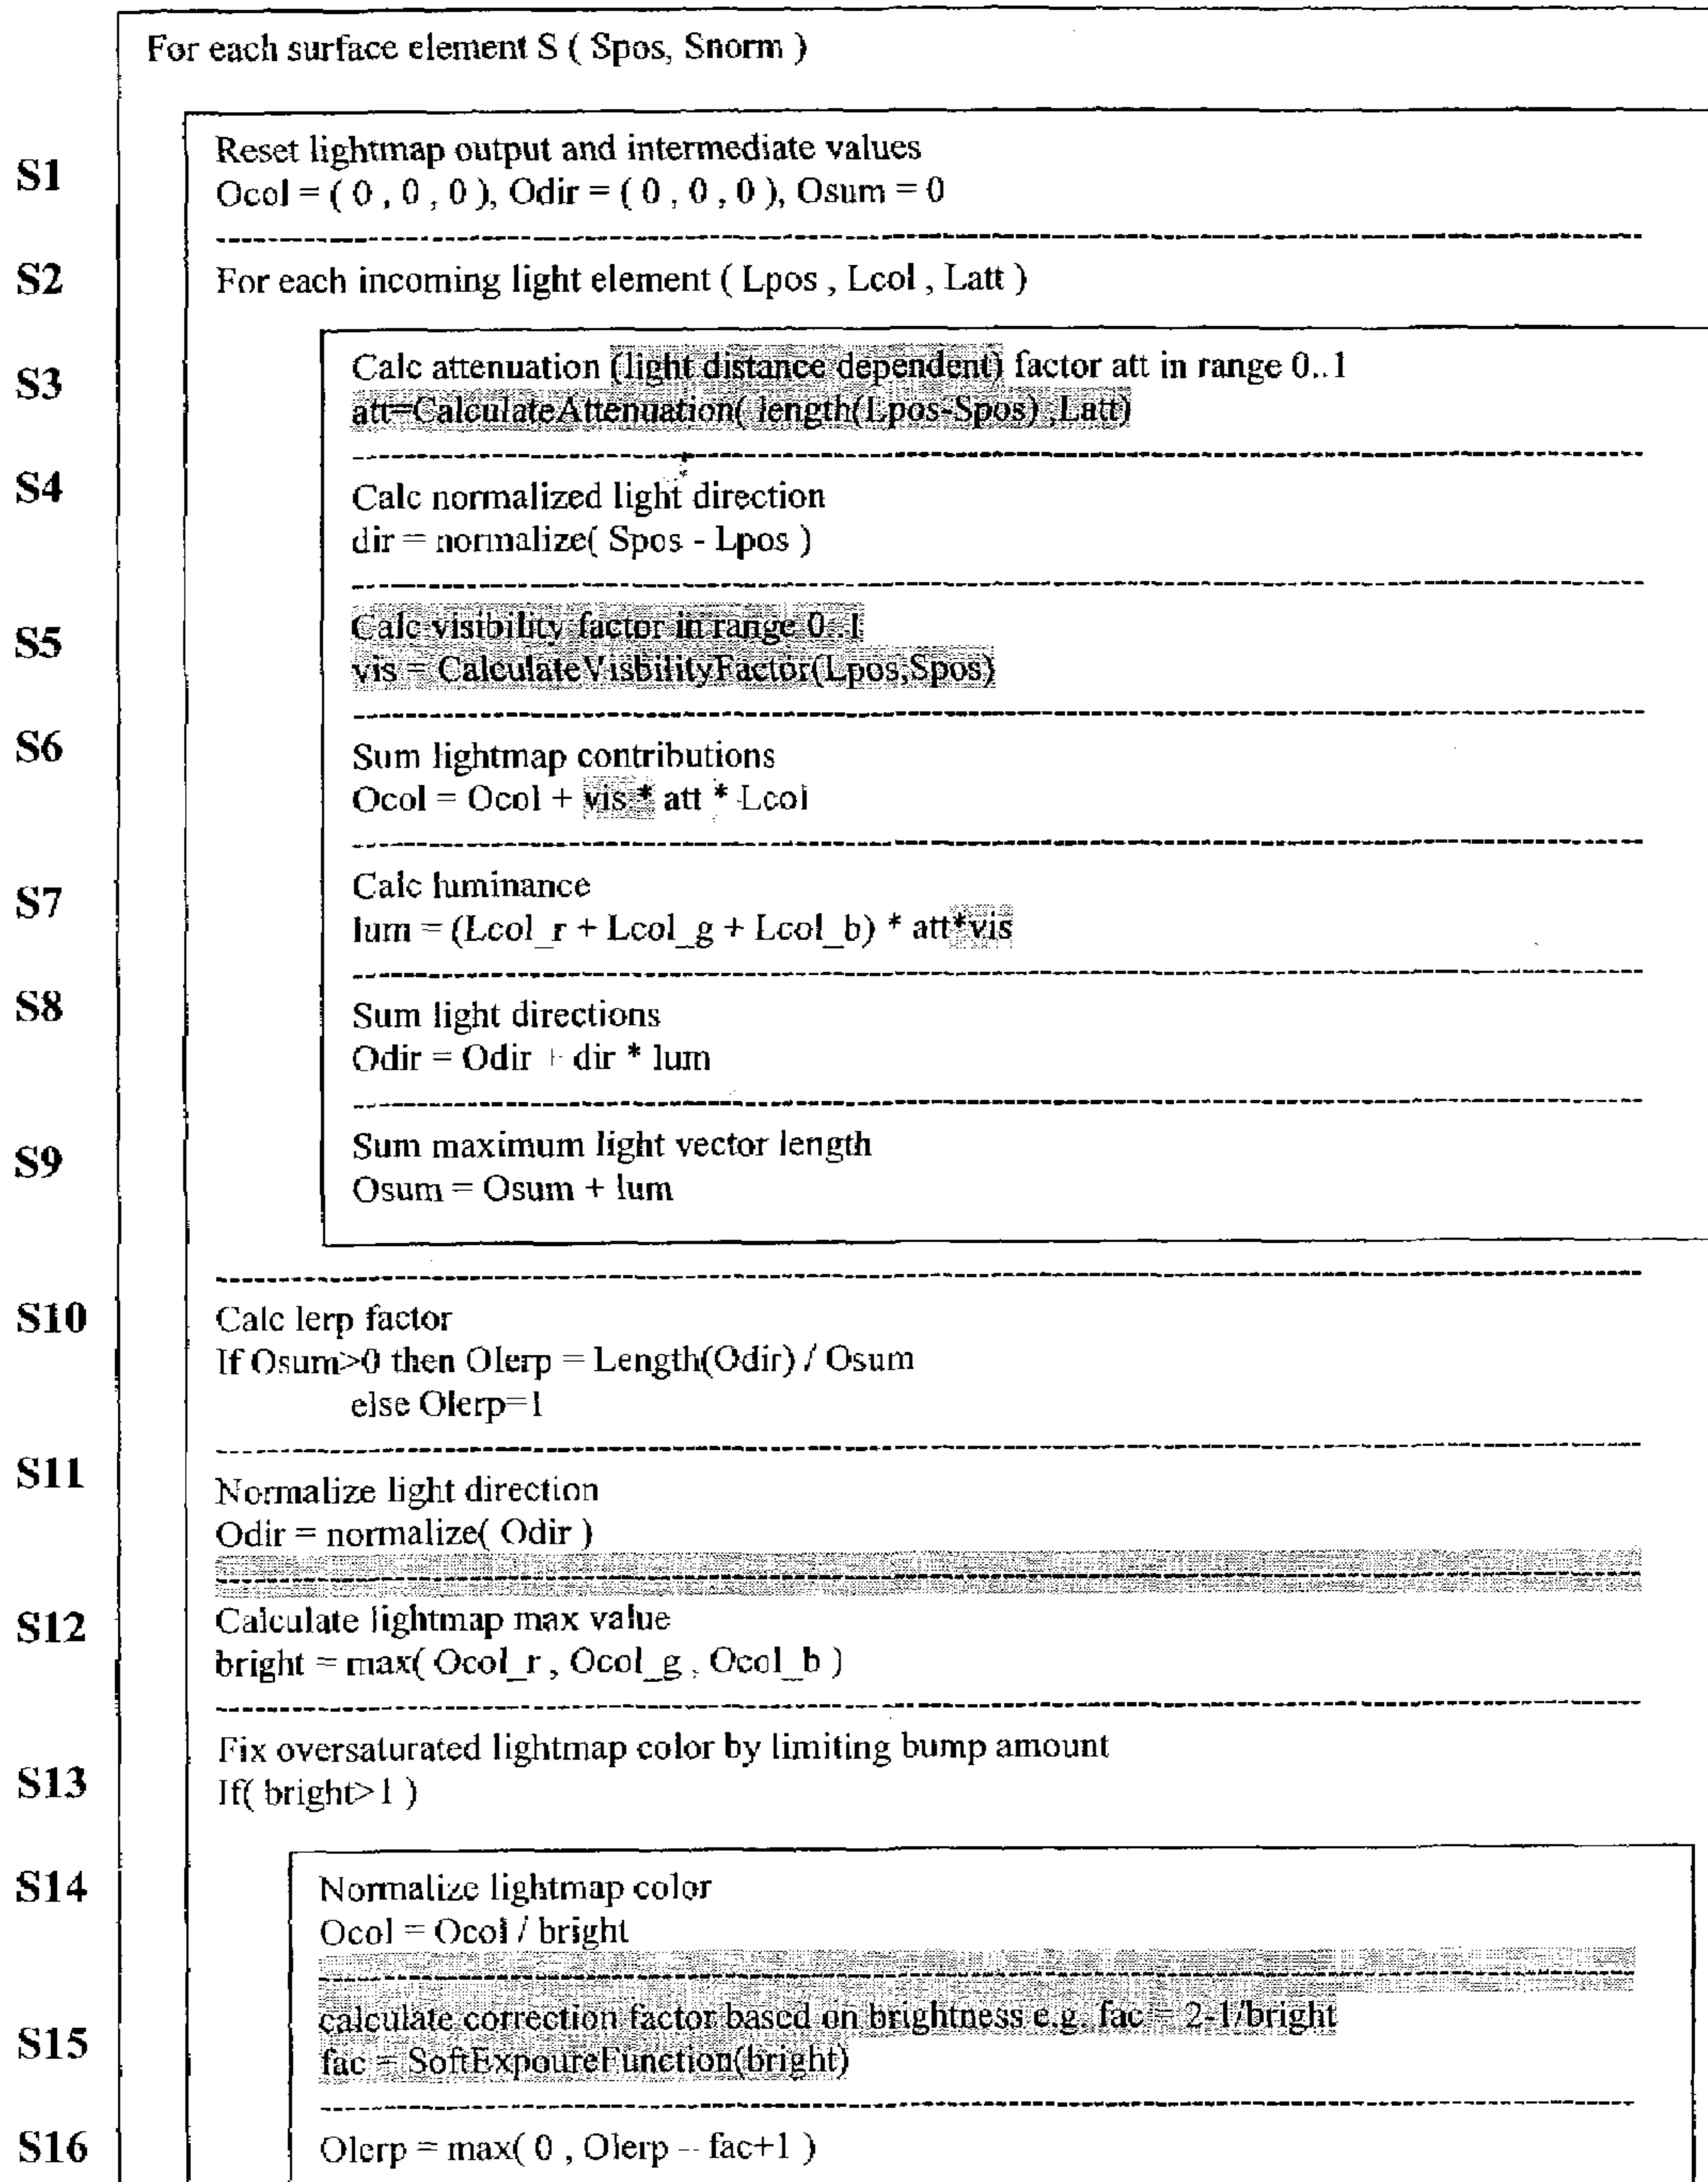 For each surface element S ( Spos, Snorm )
S1
Reset lightmap output and intermediate values
Ocol = ( 0 , 0 , 0 ), Odir = ( 0 , 0 , 0 ), Osum = 0
S2
For each incoming light element ( Lpos , Lcol , Latt )
S3
Calc attenuation (light distance dependent) factor att in range 0..1
att=CalculateAttenuation( length(Lpos-Spos) ,Latt)
S4
Calc normalized light direction
dir = normalize( Spos - Lpos )
S5
Calc visibility factor in range 0..1
vis = CalculateVisbilityFactor(Lpos,Spos)
S6
Sum lightmap contributions
Ocol = Ocol + vis * att * Lcol
S7
Calc luminance
lum = (Lcol_r + Lcol_g + Lcol_b) * att*vis
S8
Sum light directions
Odir = Odir + dir * lum
S9
Sum maximum light vector length
Osum = Osum + lum
S10
Calc lerp factor
If Osum>0 then Olerp = Length(Odir) / Osum
else Olerp=1
S11
Normalize light direction
Odir = normalize( Odir )
S12
Calculate lightmap max value
bright = max( Ocol_r , Ocol_g , Ocol_b )
S13
Fix oversaturated lightmap color by limiting bump amount
If( bright>1 )
S14
Normalize lightmap color
Ocol = Ocol / bright
S15
calculate correction factor based on brightness e.g. fac = 2-1/bright
fac = SoftExpoureFunction(bright)
S16
Olerp = max( 0 , Olerp – fac+1 )